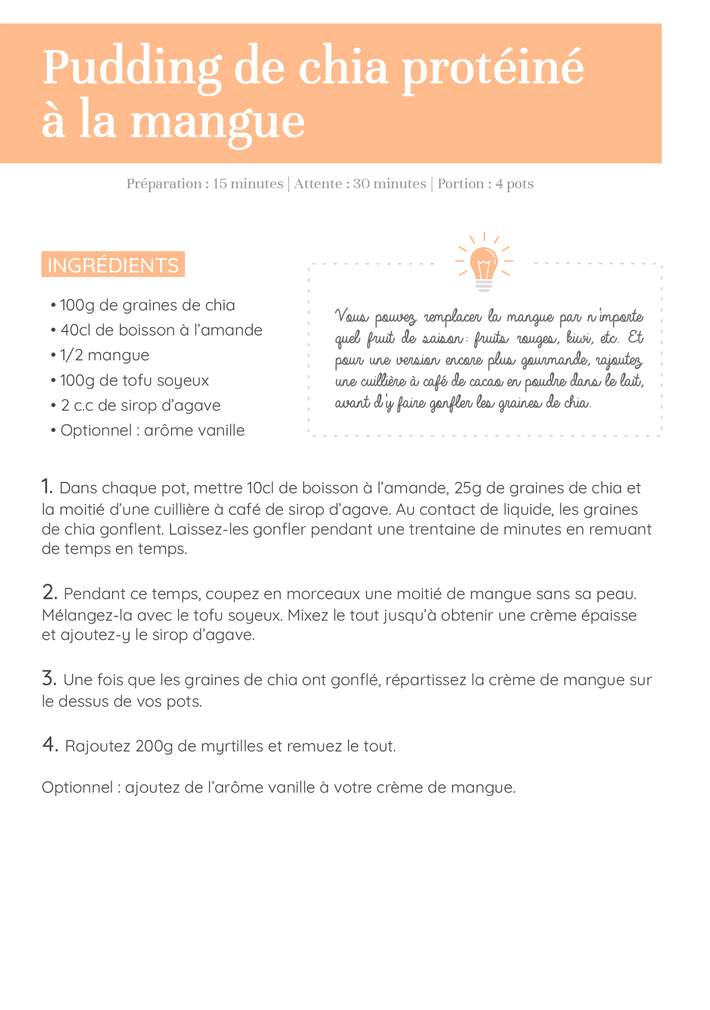 Pudding de chia protéiné
à la mangue
Préparation : 15 minutes | Attente : 30 minutes | Portion : 4 pots
INGRÉDIENTS
• 100g de graines de chia
• 40cl de boisson à l'amande
• 1/2 mangue
• 100g de tofu soyeux
• 2 c.c de sirop d'agave
• Optionnel : arôme vanille
Vous pouvez remplacer la mangue par n'importe
quel fruit de saison : fruits rouges, kiwi, etc. Et
pour une version encore plus gourmande, rajoutez
une cuillière à café de cacao en poudre dans le lait,
avant d'y faire gonfler les graines de chia.
1. Dans chaque pot, mettre 10cl de boisson à l'amande, 25g de graines de chia et
la moitié d'une cuillière à café de sirop d'agave. Au contact de liquide, les graines
de chia gonflent. Laissez-les gonfler pendant une trentaine de minutes en remuant
de temps en temps.
2. Pendant ce temps, coupez en morceaux une moitié de mangue sans sa peau.
Mélangez-la avec le tofu soyeux. Mixez le tout jusqu'à obtenir une crème épaisse
et ajoutez-y le sirop d'agave.
3. Une fois que les graines de chia ont gonflé, répartissez la crème de mangue sur
le dessus de vos pots.
4. Rajoutez 200g de myrtilles et remuez le tout.
Optionnel : ajoutez de l'arôme vanille à votre crème de mangue.